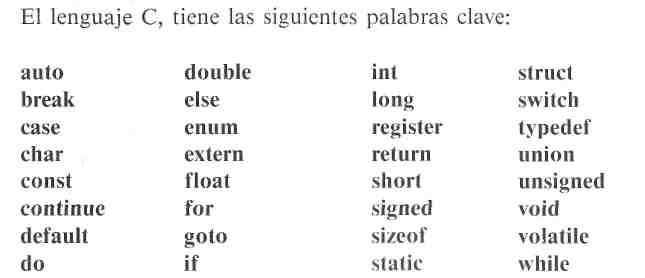 El lenguaje C, tiene las siguientes palabras clave:
auto double int struct
break else long switch
case enum register typedef
char extern return union
const float short unsigned
continue for signed void
default goto sizeof volatile
do if static while